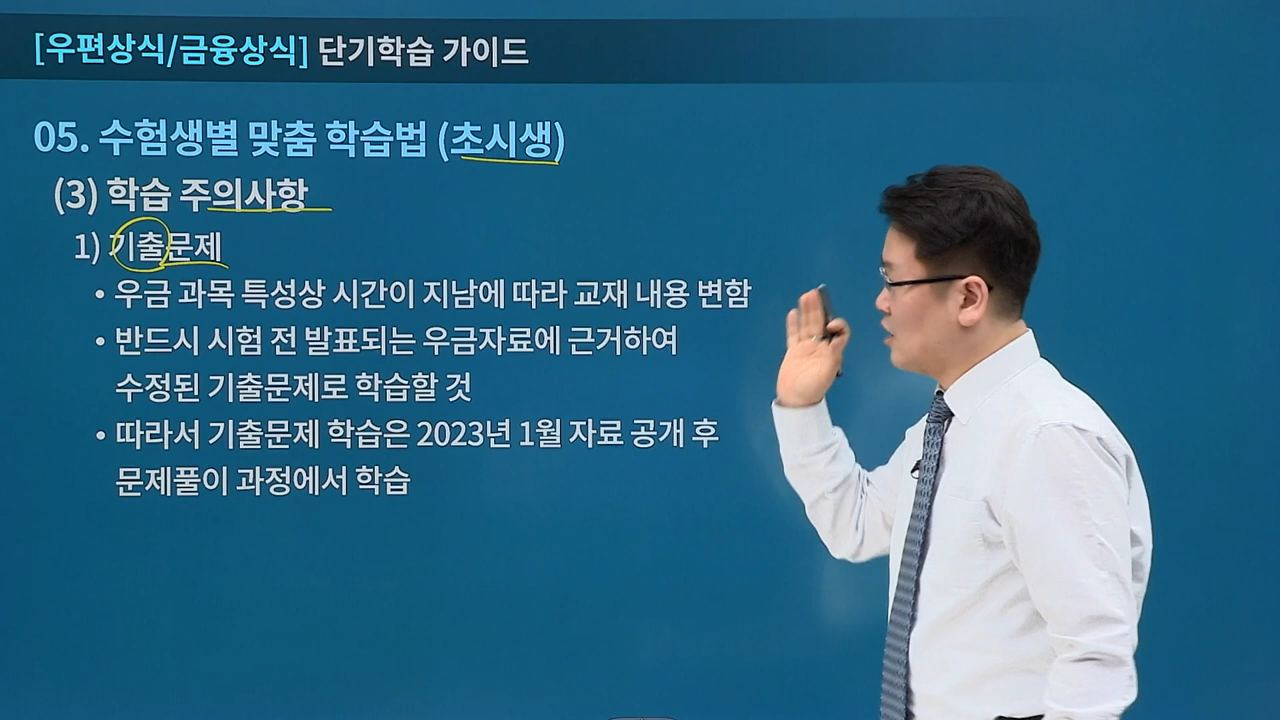 [우편상식/금융상식] 단기학습 가이드
05. 수험생별 맞춤 학습법 (초시생)
(3) 학습 주의사항
1) 기출문제
• 우금 과목 특성상 시간이 지남에 따라 교재 내용 변함
• 반드시 시험 전 발표되는 우금자료에 근거하여
수정된 기출문제로 학습할 것
• 따라서 기출문제 학습은 2023년 1월 자료 공개 후
문제풀이 과정에서 학습